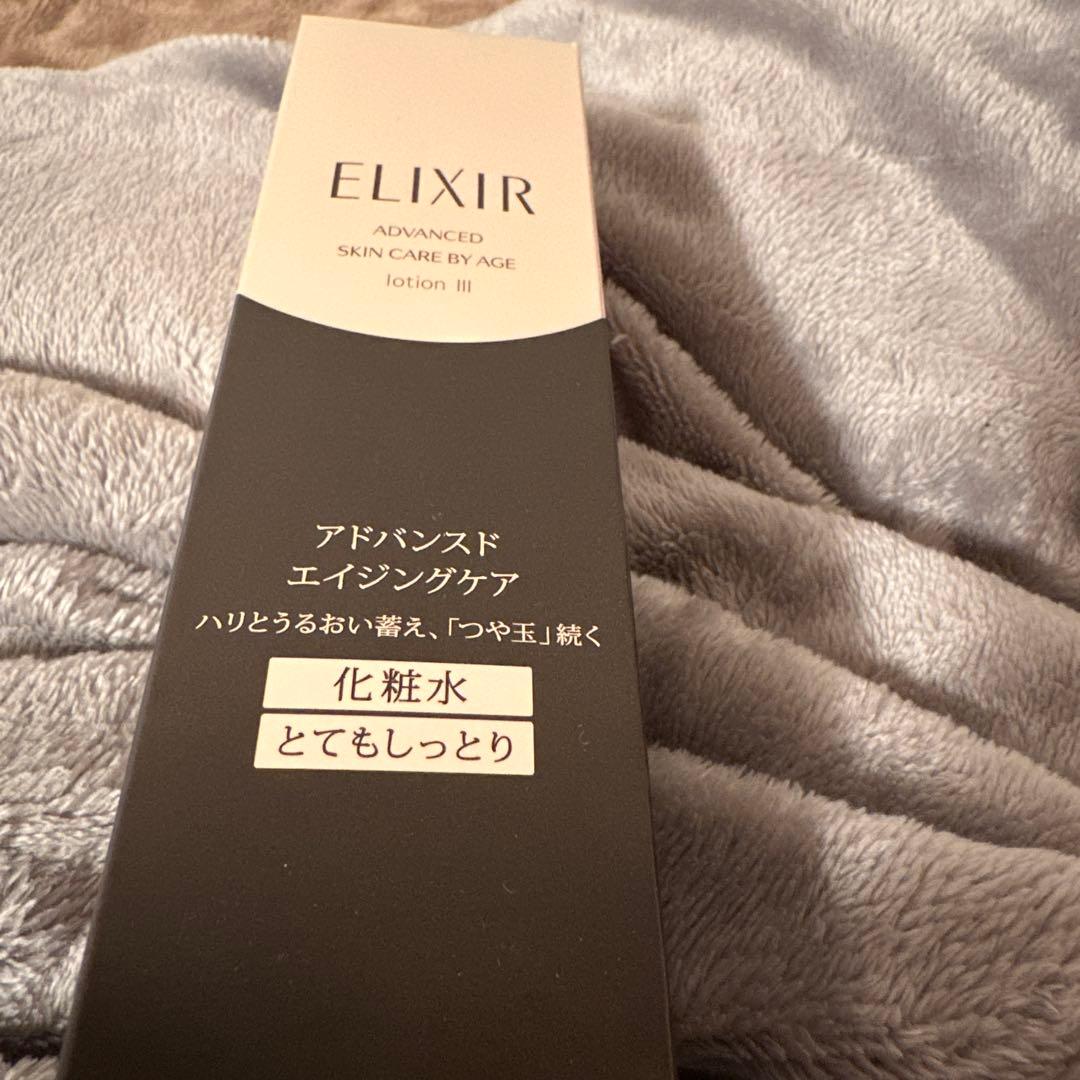 ELIXIR
ADVANCED
SKIN CARE BY AGE
lotion III
アドバンスド
エイジングケア
ハリとうるおい蓄え、「つや玉」続く
化粧水
とてもしっとり